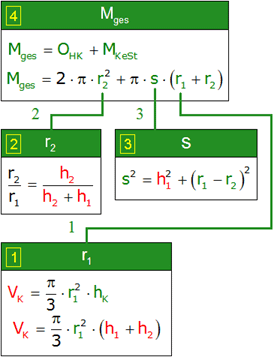 4 M_ges
M_ges = O_HK + M_KeSt
M_ges = 2 · π · r_2^2 + π · s · (r_1 + r_2)
2 3
2 r_2
r_2/r_1 = h_2/(h_2 + h_1)
3 s
s^2 = h_1^2 + (r_1 − r_2)^2
1
1 r_1
V_K = π/3 · r_1^2 · h_K
V_K = π/3 · r_1^2 · (h_1 + h_2)